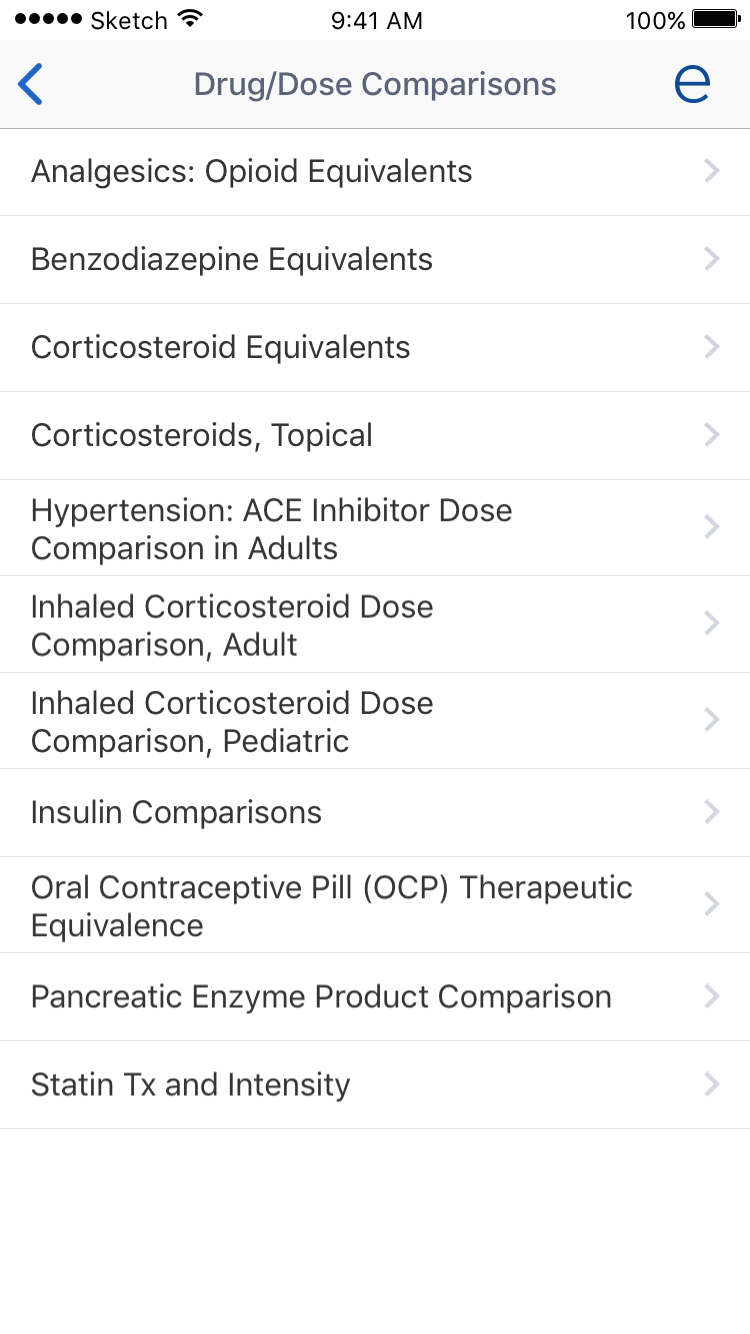 Sketch 9:41 AM 100%
Drug/Dose Comparisons e
Analgesics: Opioid Equivalents
Benzodiazepine Equivalents
Corticosteroid Equivalents
Corticosteroids, Topical
Hypertension: ACE Inhibitor Dose
Comparison in Adults
Inhaled Corticosteroid Dose
Comparison, Adult
Inhaled Corticosteroid Dose
Comparison, Pediatric
Insulin Comparisons
Oral Contraceptive Pill (OCP) Therapeutic
Equivalence
Pancreatic Enzyme Product Comparison
Statin Tx and Intensity